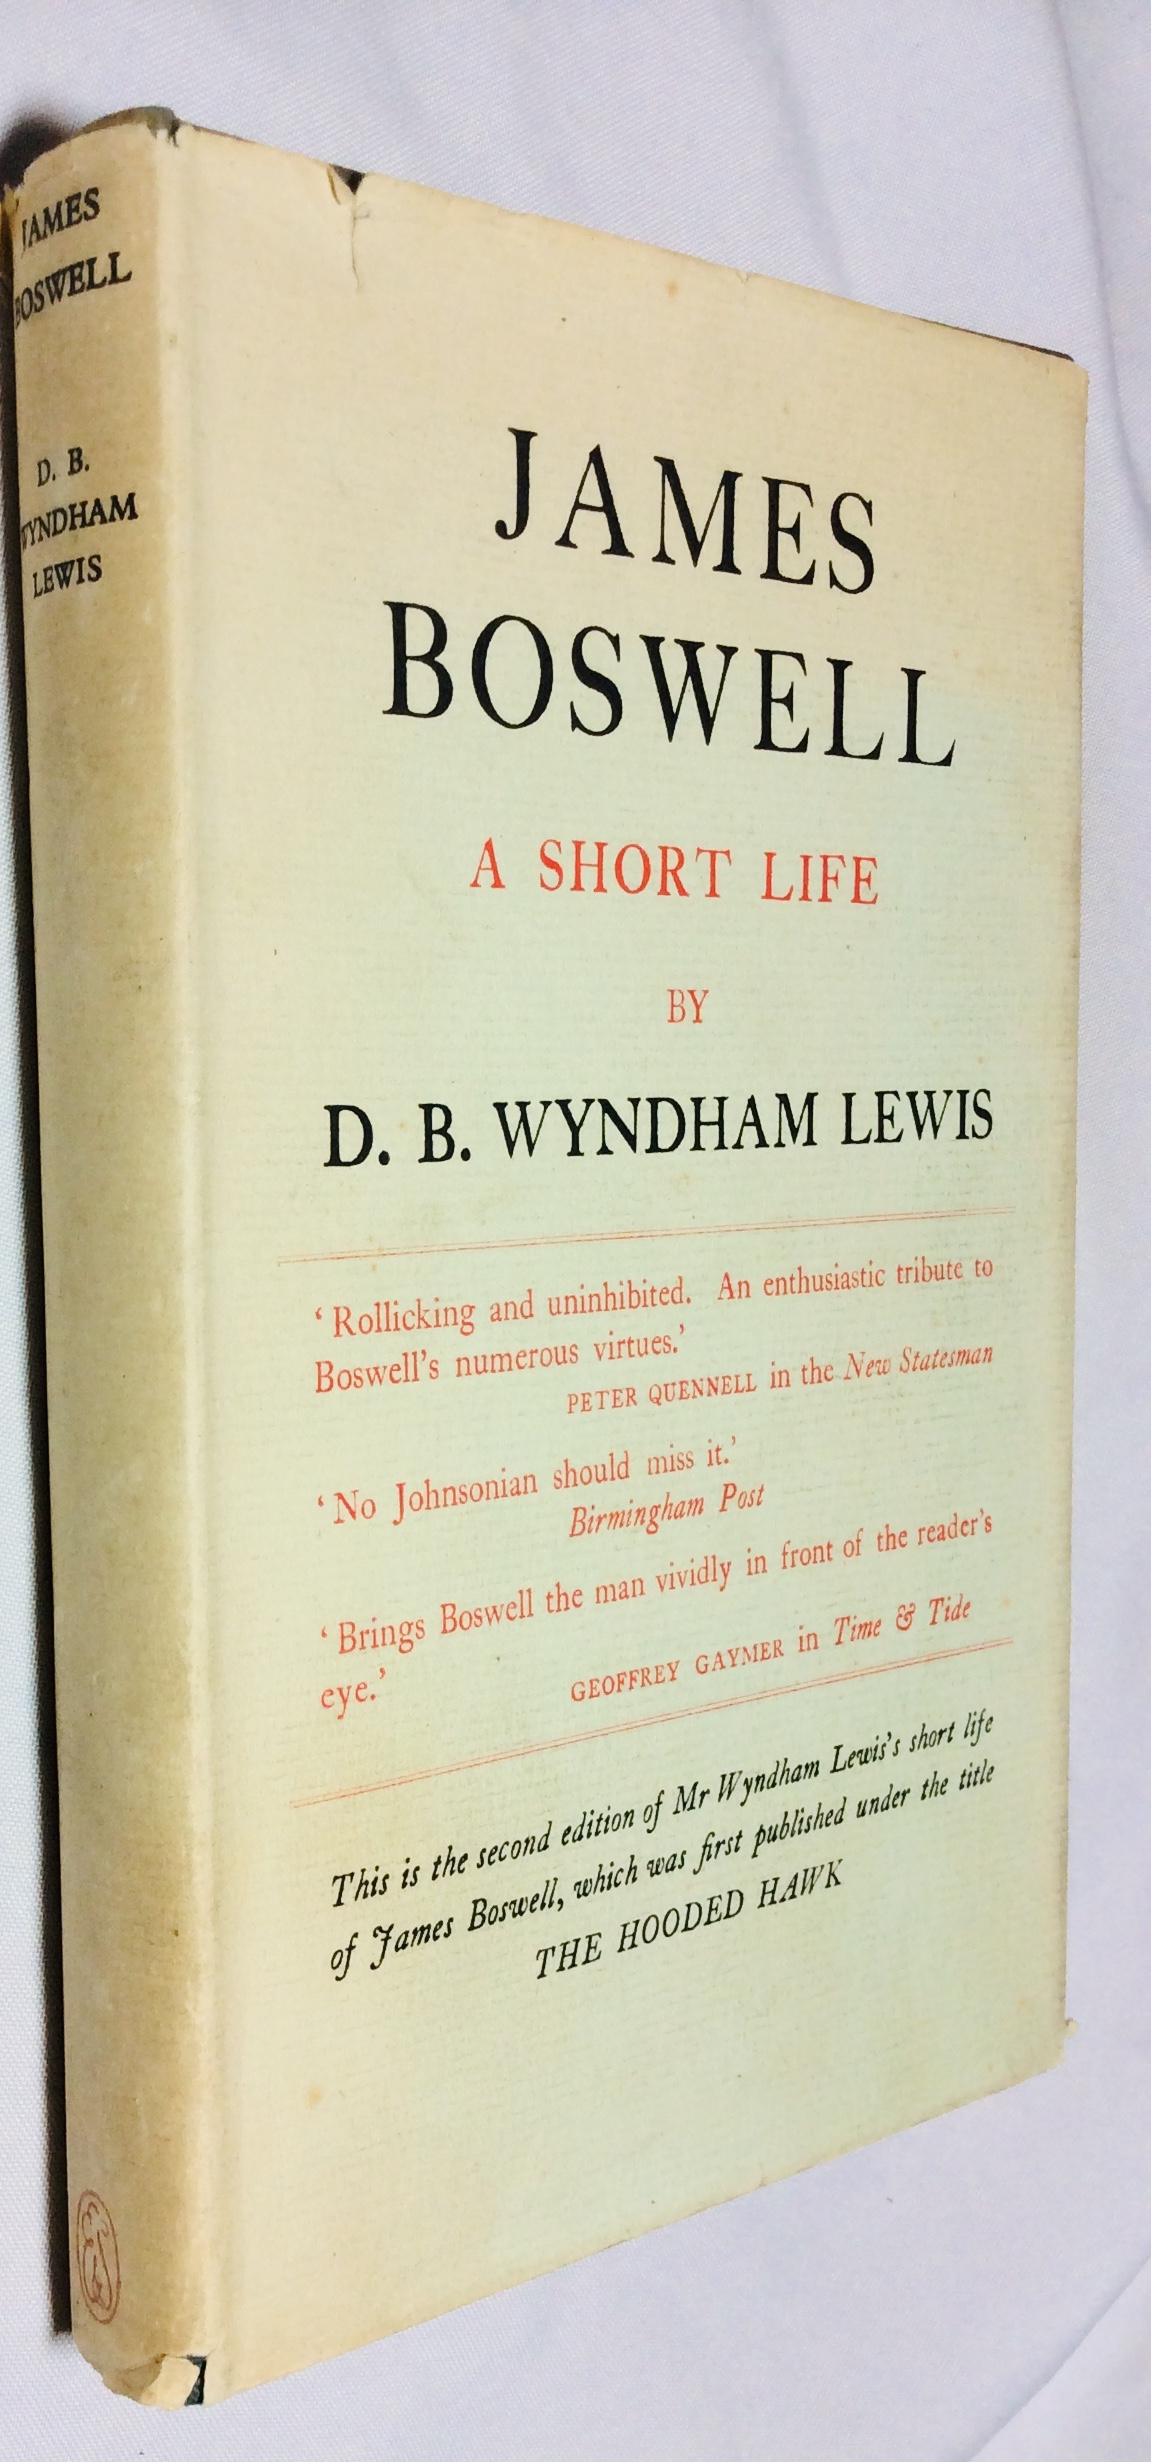 JAMES
BOSWELL
D. B.
WYNDHAM
LEWIS
JAMES
BOSWELL
A SHORT LIFE
BY
D. B. WYNDHAM LEWIS
‘Rollicking and uninhibited. An enthusiastic tribute to
Boswell’s numerous virtues.’
PETER QUENNELL in the New Statesman
‘No Johnsonian should miss it.’
Birmingham Post
‘Brings Boswell the man vividly in front of the reader’s
eye.’
GEOFFREY GAYMER in Time & Tide
This is the second edition of Mr Wyndham Lewis’s short life
of James Boswell, which was first published under the title
THE HOODED HAWK